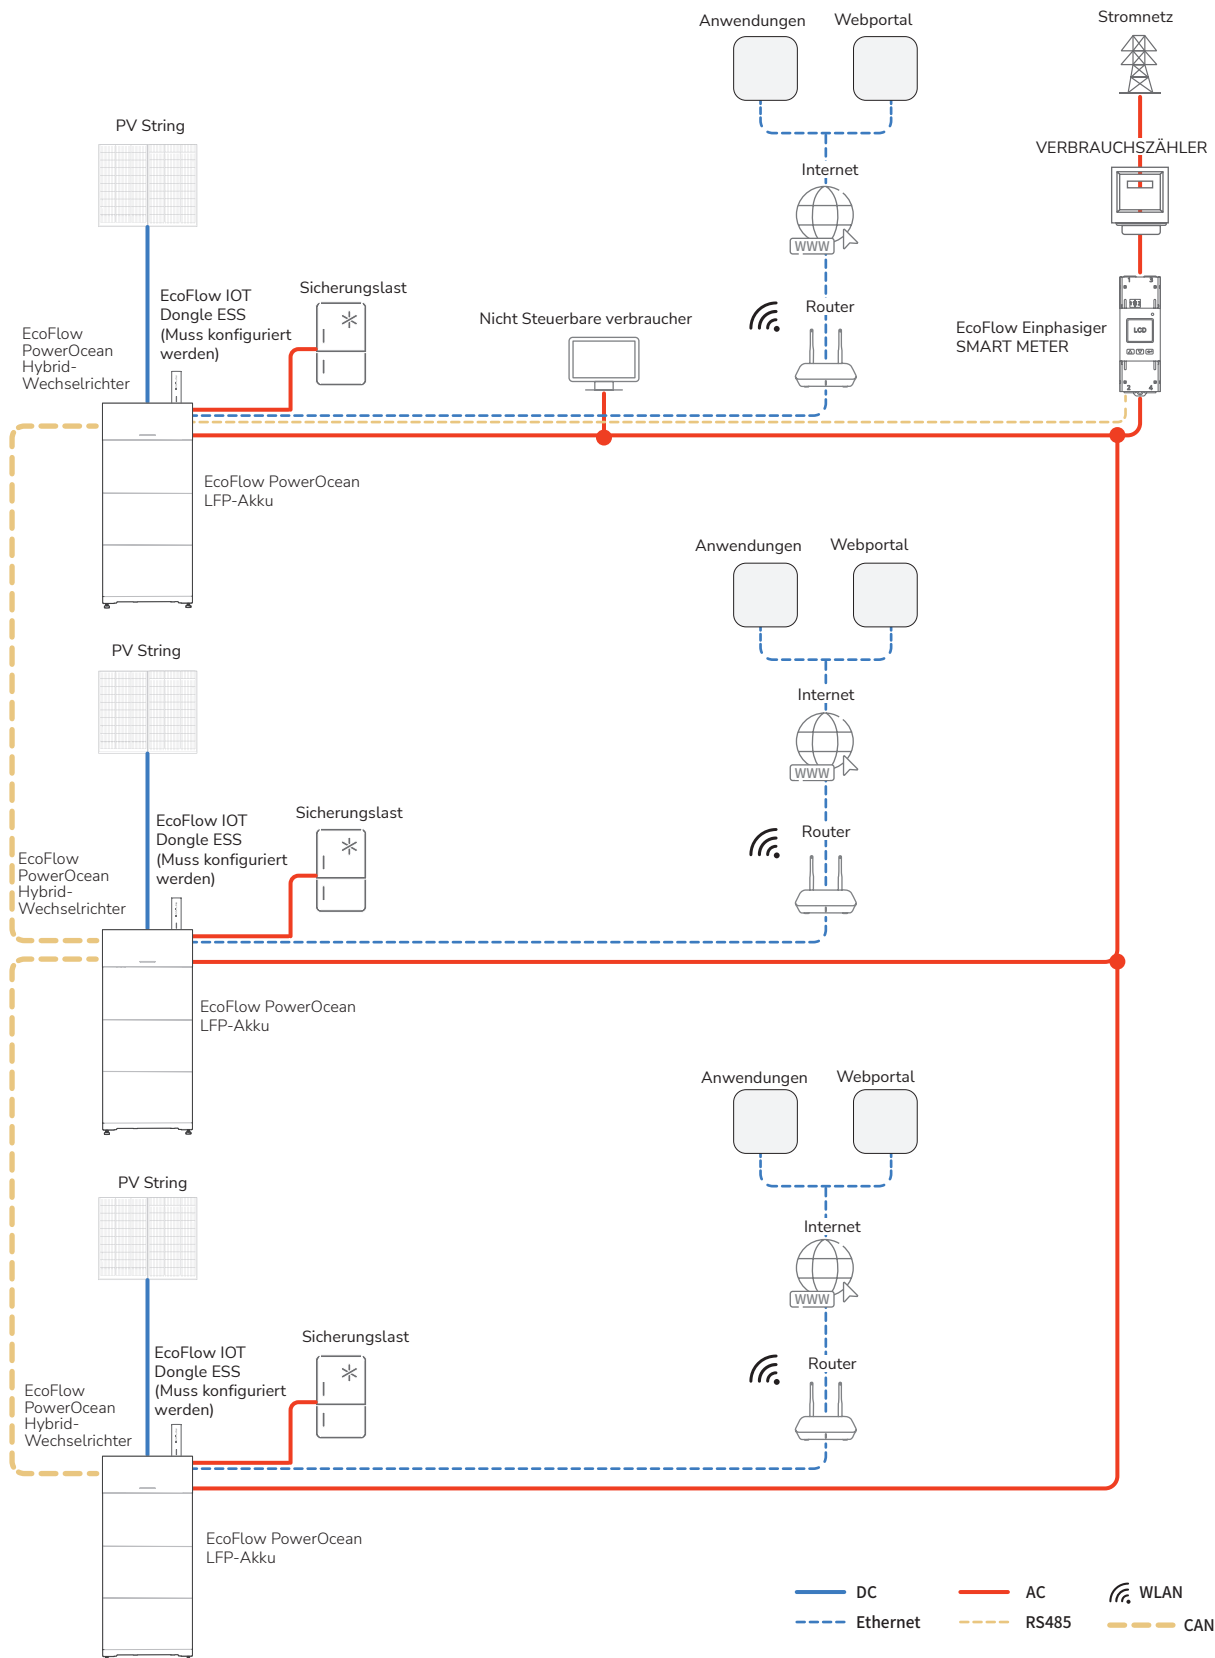 Anwendungen
Webportal
Stromnetz
PV String
VERBRAUCHSZÄHLER
Internet
WWW
EcoFlow IOT
Dongle ESS
(Muss konfiguriert
werden)
Sicherungslast
Nicht Steuerbare verbraucher
Router
EcoFlow Einphasiger
SMART METER
1 3
LCD
2 4
EcoFlow
PowerOcean
Hybrid-
Wechselrichter
EcoFlow PowerOcean
LFP-Akku
Anwendungen
Webportal
PV String
Internet
WWW
EcoFlow IOT
Dongle ESS
(Muss konfiguriert
werden)
Sicherungslast
Router
EcoFlow
PowerOcean
Hybrid-
Wechselrichter
EcoFlow PowerOcean
LFP-Akku
Anwendungen
Webportal
PV String
Internet
WWW
EcoFlow IOT
Dongle ESS
(Muss konfiguriert
werden)
Sicherungslast
Router
EcoFlow
PowerOcean
Hybrid-
Wechselrichter
EcoFlow PowerOcean
LFP-Akku
DC
AC
WLAN
Ethernet
RS485
CAN